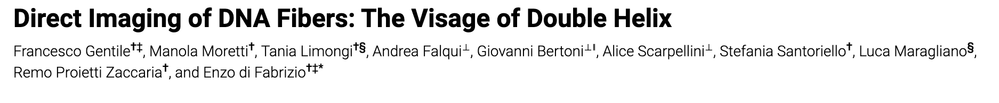 Direct Imaging of DNA Fibers: The Visage of Double Helix
Francesco Gentile†‡, Manola Moretti†, Tania Limongi†§, Andrea Falqui⊥, Giovanni Bertoni⊥∥, Alice Scarpellini⊥, Stefania Santoriello†, Luca Maragliano§,
Remo Proietti Zaccaria†, and Enzo di Fabrizio†‡*